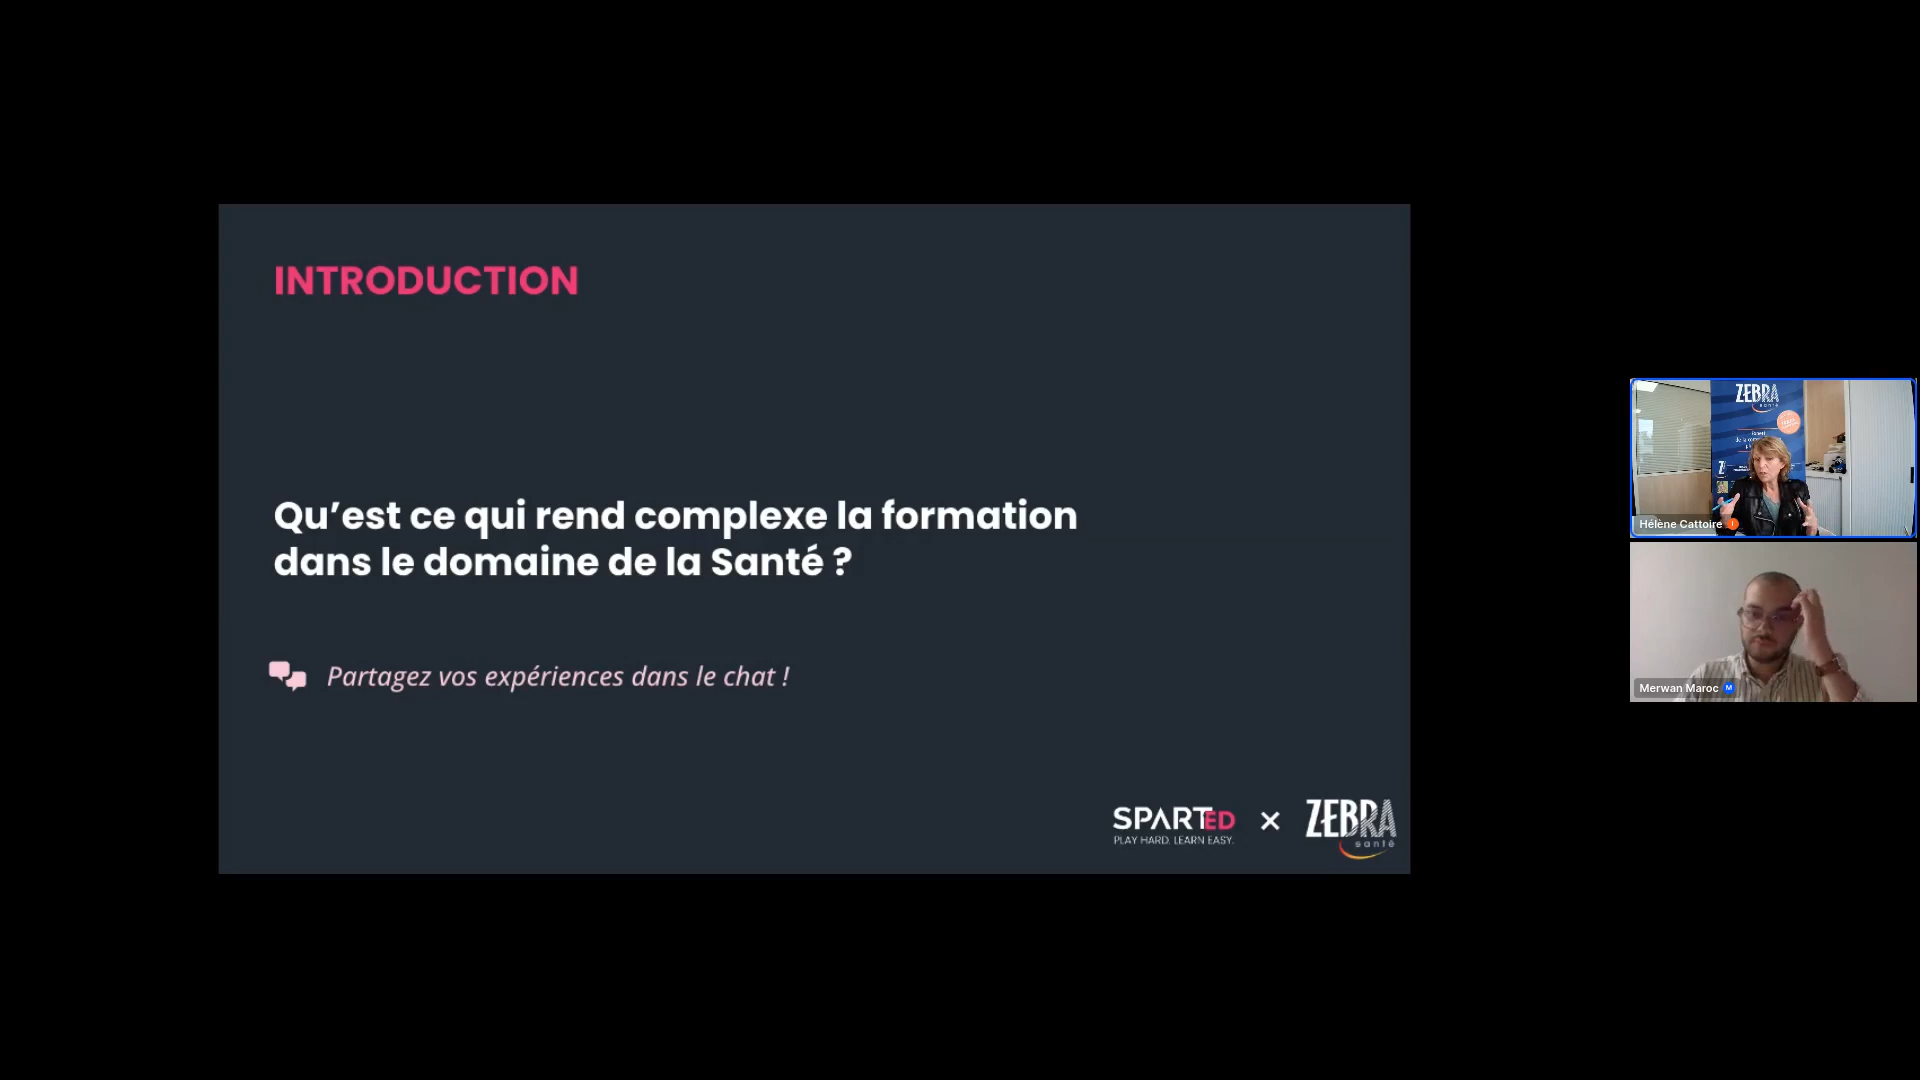 INTRODUCTION
Qu’est ce qui rend complexe la formation
dans le domaine de la Santé ?
Partagez vos expériences dans le chat !
SPARTED
PLAY HARD. LEARN EASY.
×
ZEBRA
santé
ZEBRA
santé
Hélène Cattoire
Merwan Maroc
M